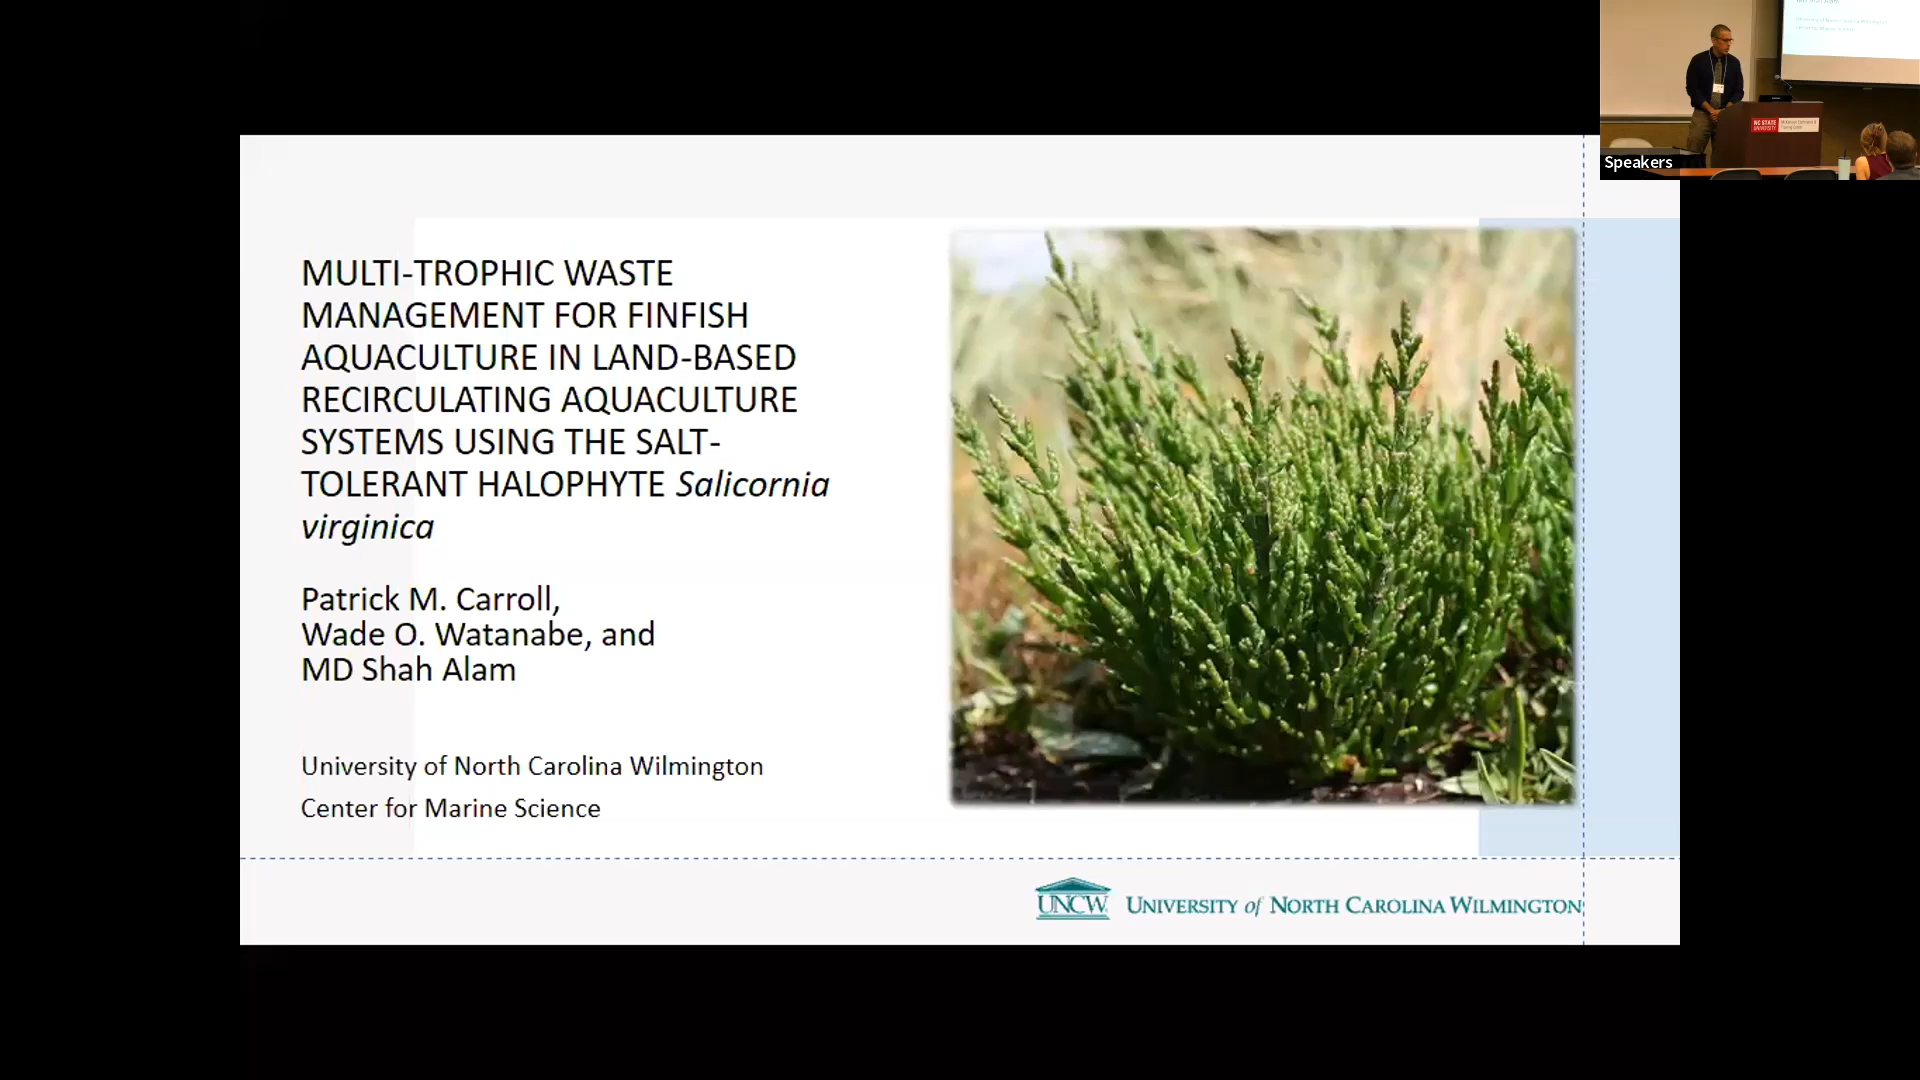 MULTI-TROPHIC WASTE
MANAGEMENT FOR FINFISH
AQUACULTURE IN LAND-BASED
RECIRCULATING AQUACULTURE
SYSTEMS USING THE SALT-
TOLERANT HALOPHYTE Salicornia
virginica
Patrick M. Carroll,
Wade O. Watanabe, and
MD Shah Alam
University of North Carolina Wilmington
Center for Marine Science
UNCW
UNIVERSITY of NORTH CAROLINA WILMINGTON
NC STATE
UNIVERSITY
Speakers